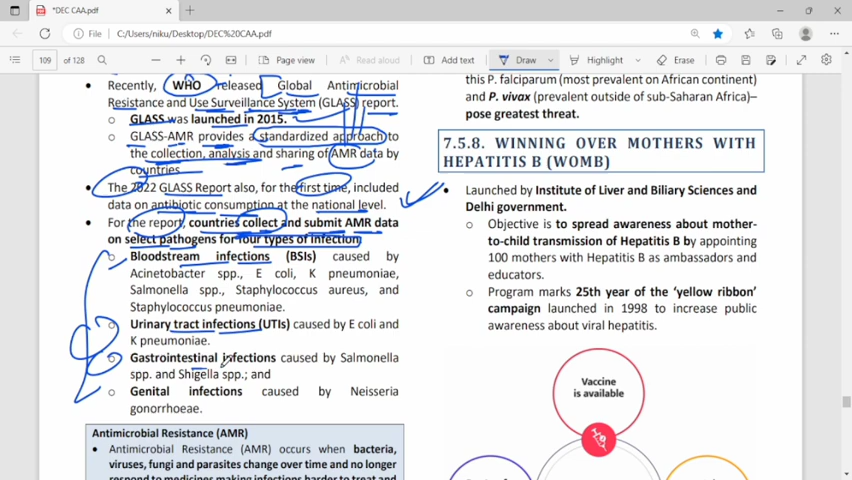 *DEC CAA.pdf
File
C:/Users/niku/Desktop/DEC%20CAA.pdf
109
of 128
Page view
Read aloud
Add text
Draw
Highlight
Erase
Recently, WHO released Global Antimicrobial
Resistance and Use Surveillance System (GLASS) report.
GLASS was launched in 2015.
GLASS-AMR provides a standardized approach to
the collection, analysis and sharing of AMR data by
countries
The 2022 GLASS Report also, for the first time, included
data on antibiotic consumption at the national level.
For the report, countries collect and submit AMR data
on select pathogens for four types of infection
Bloodstream infections (BSIs) caused by
Acinetobacter spp., E coli, K pneumoniae,
Salmonella spp., Staphylococcus aureus, and
Staphylococcus pneumoniae.
Urinary tract infections (UTIs) caused by E coli and
K pneumoniae.
Gastrointestinal infections caused by Salmonella
spp. and Shigella spp.; and
Genital infections caused by Neisseria
gonorrhoeae.
Antimicrobial Resistance (AMR)
Antimicrobial Resistance (AMR) occurs when bacteria,
viruses, fungi and parasites change over time and no longer
respond to medicines making infections harder to treat and
this P. falciparum (most prevalent on African continent)
and P. vivax (prevalent outside of sub-Saharan Africa)-
pose greatest threat.
7.5.8. WINNING OVER MOTHERS WITH
HEPATITIS B (WOMB)
Launched by Institute of Liver and Biliary Sciences and
Delhi government.
Objective is to spread awareness about mother-
to-child transmission of Hepatitis B by appointing
100 mothers with Hepatitis B as ambassadors and
educators.
Program marks 25th year of the ‘yellow ribbon’
campaign launched in 1998 to increase public
awareness about viral hepatitis.
Vaccine
is available